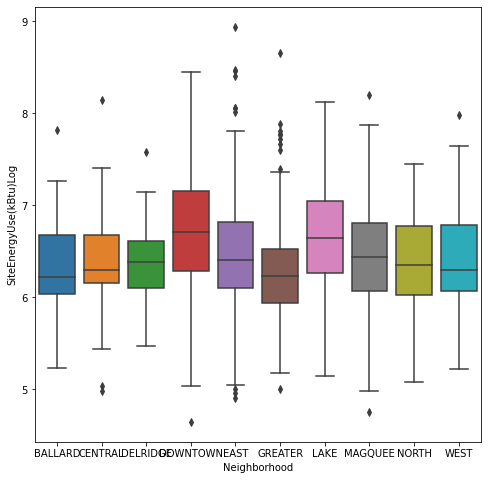 9
8
7
6
5
SiteEnergyUse(kBtu)Log
BALLARD CENTRAL DELRIDGE DOWNTOWN EAST GREATER LAKE MAGQUEE NORTH WEST
Neighborhood